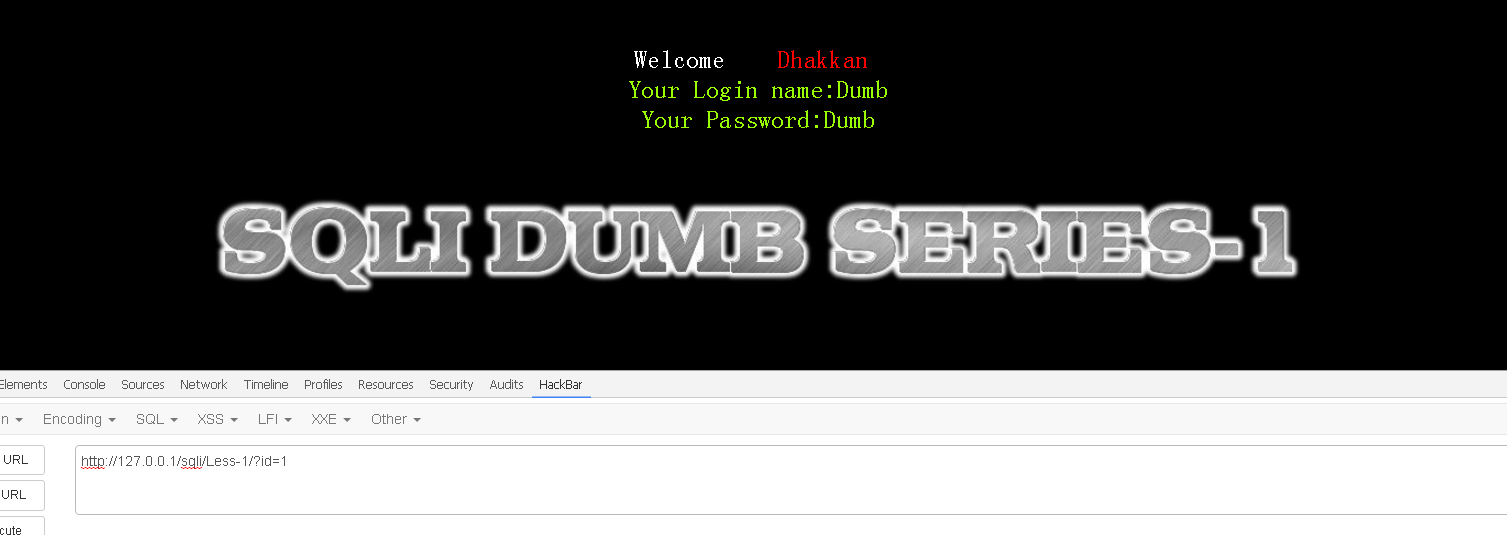 Welcome    Dhakkan
Your Login name:Dumb
Your Password:Dumb
SQLI DUMB SERIES-1
Elements Console Sources Network Timeline Profiles Resources Security Audits HackBar
n Encoding SQL XSS LFI XXE Other
URL
http://127.0.0.1/sqli/Less-1/?id=1
URL
cute